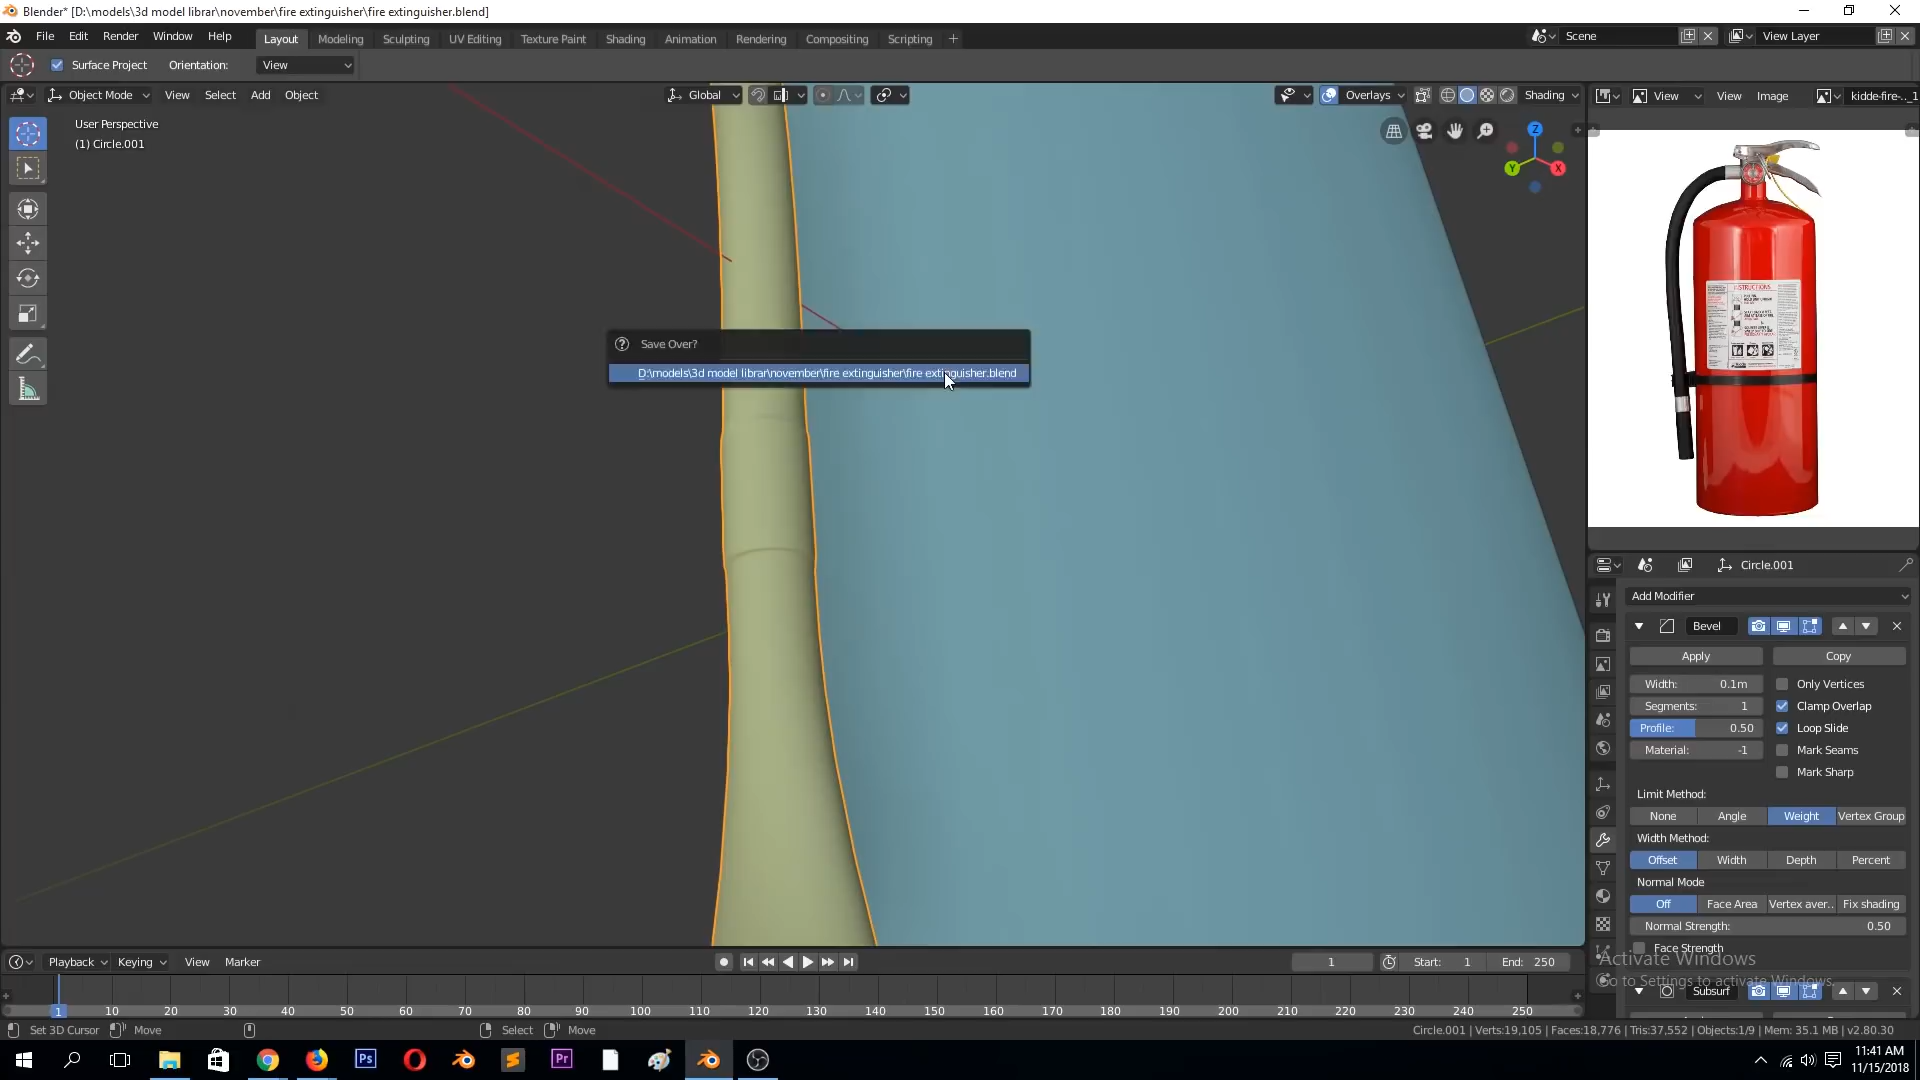 Blender* [D:\models\3d model librar\november\fire extinguisher\fire extinguisher.blend]
File Edit Render Window Help
Layout Modeling Sculpting UV Editing Texture Paint Shading Animation Rendering Compositing Scripting +
Scene View Layer
Surface Project Orientation: View
Object Mode View Select Add Object
Global Overlays Shading
View View Image kidde-fire-.._1
User Perspective
(1) Circle.001
Z Y X
INSTRUCTIONS
Save Over?
D:\models\3d model librar\november\fire extinguisher\fire extinguisher.blend
Circle.001
Add Modifier
Bevel
Apply Copy
Width: 0.1m Only Vertices
Segments: 1 Clamp Overlap
Profile: 0.50 Loop Slide
Material: -1 Mark Seams
Mark Sharp
Limit Method:
None Angle Weight Vertex Group
Width Method:
Offset Width Depth Percent
Normal Mode
Off Face Area Vertex aver.. Fix shading
Normal Strength: 0.50
Face Strength
Activate Windows
Go to Settings to activate Windows.
Subsurf
Playback Keying View Marker
1 Start: 1 End: 250
1 10 20 30 40 50 60 70 80 90 100 110 120 130 140 150 160 170 180 190 200 210 220 230 240 250
Set 3D Cursor Move Select Move
Circle.001 | Verts:19,105 | Faces:18,776 | Tris:37,552 | Objects:1/9 | Mem: 35.1 MB | v2.80.30
Ps Pr
11:41 AM
11/15/2018